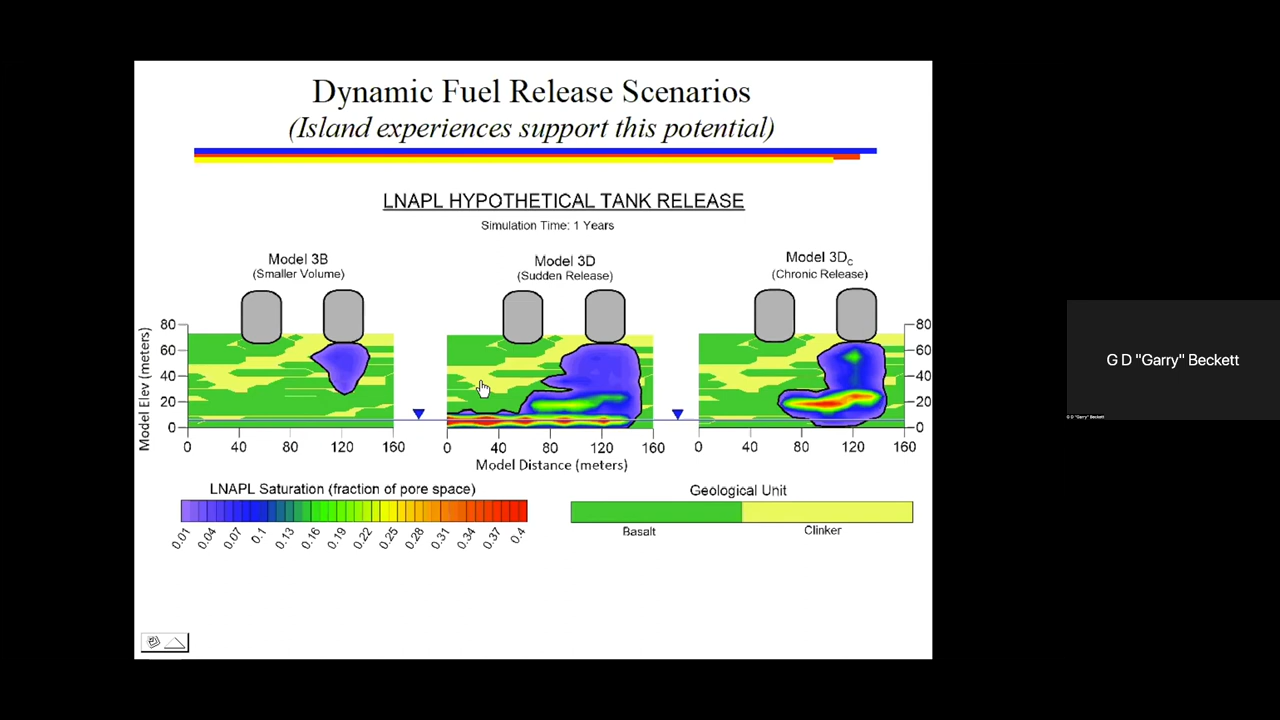 Dynamic Fuel Release Scenarios
(Island experiences support this potential)
LNAPL HYPOTHETICAL TANK RELEASE
Simulation Time: 1 Years
Model 3B
(Smaller Volume)
Model 3D
(Sudden Release)
Model 3Dc
(Chronic Release)
Model Elev (meters)
80
60
40
20
0
80
60
40
20
0
0 40 80 120 160
0 40 80 120 160
0 40 80 120 160
Model Distance (meters)
LNAPL Saturation (fraction of pore space)
0.01 0.04 0.07 0.1 0.13 0.16 0.19 0.22 0.25 0.28 0.31 0.34 0.37 0.4
Geological Unit
Basalt Clinker
G D "Garry" Beckett
G D "Garry" Beckett